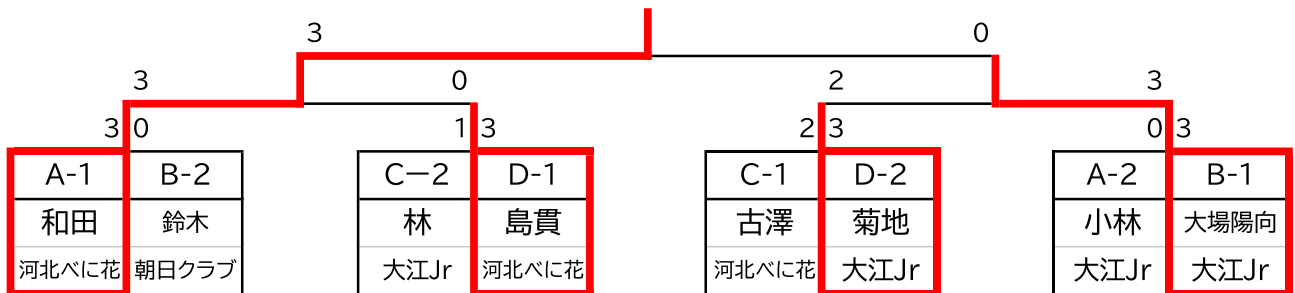 3 0
3 0 2 3
3 0 1 3 2 3 0 3
A-1 B-2 C－2 D-1 C-1 D-2 A-2 B-1
和田 鈴木 林 島貫 古澤 菊地 小林 大場陽向
河北べに花 朝日クラブ 大江Jr 河北べに花 河北べに花 大江Jr 大江Jr 大江Jr